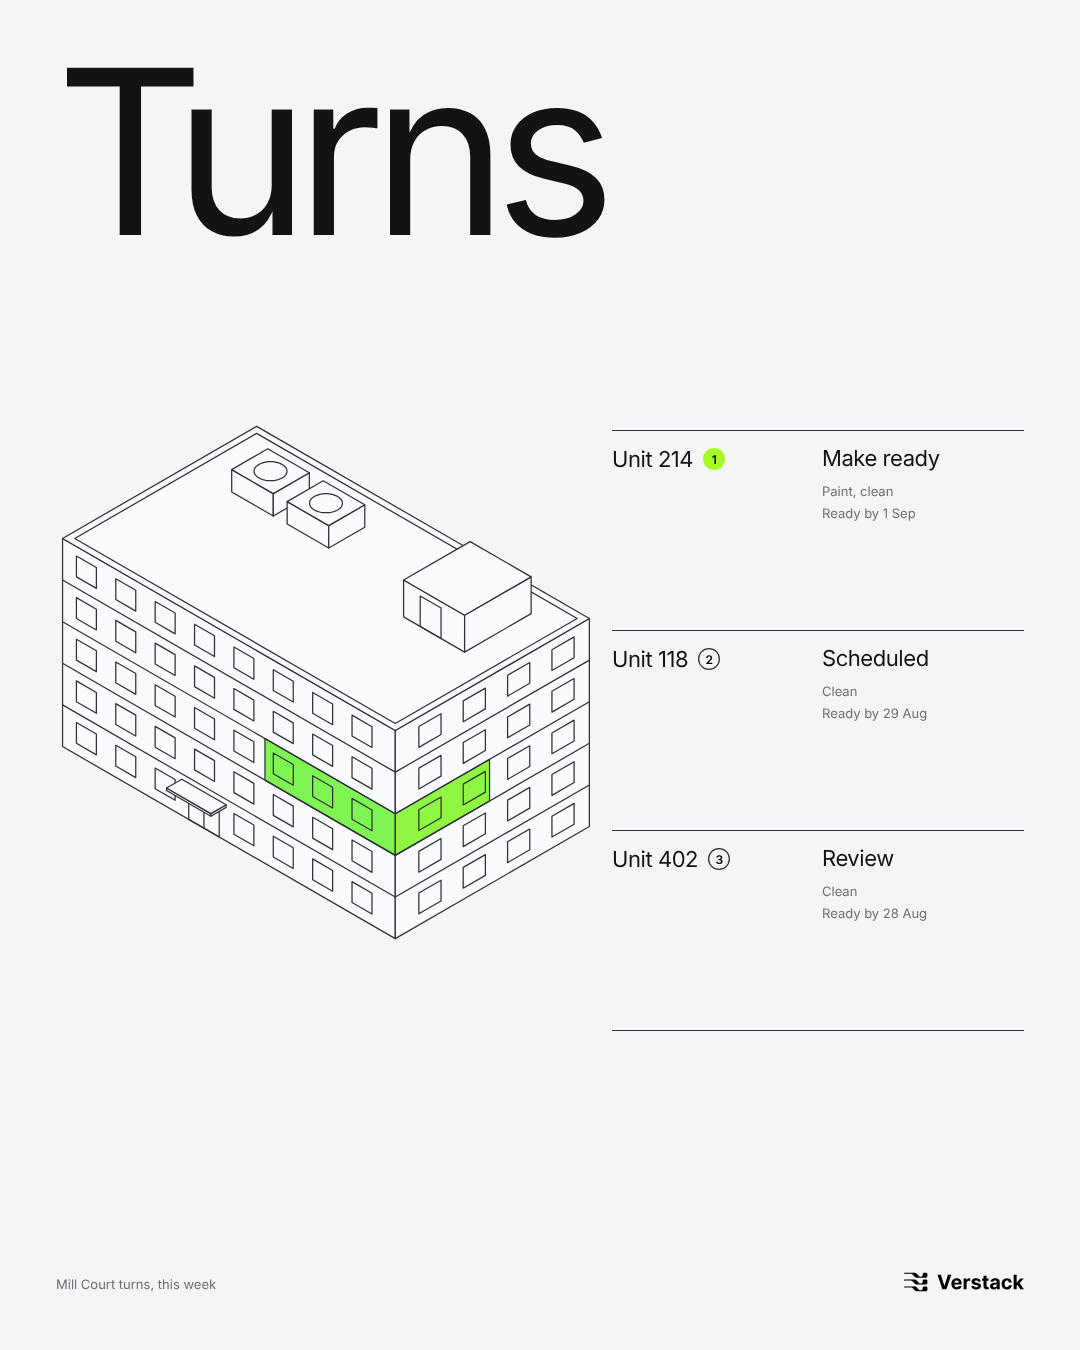 Turns
Unit 214 1
Make ready
Paint, clean
Ready by 1 Sep
Unit 118 2
Scheduled
Clean
Ready by 29 Aug
Unit 402 3
Review
Clean
Ready by 28 Aug
Mill Court turns, this week
Verstack